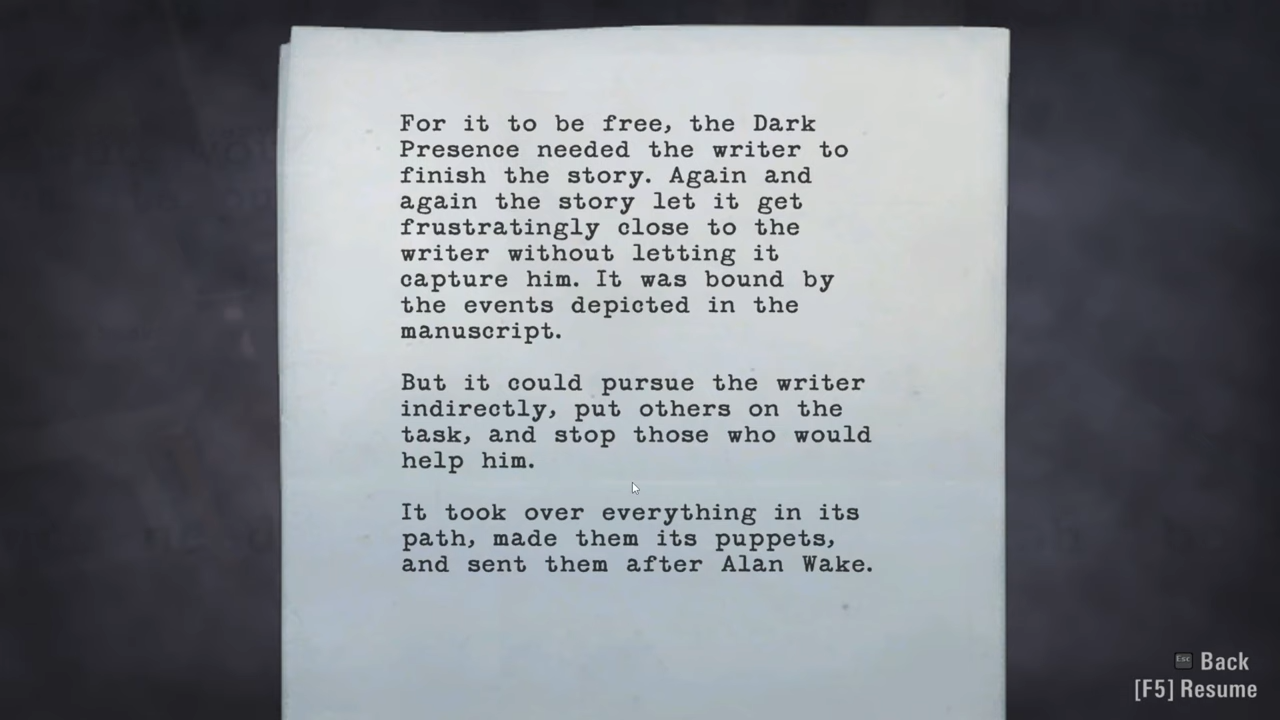 For it to be free, the Dark
Presence needed the writer to
finish the story. Again and
again the story let it get
frustratingly close to the
writer without letting it
capture him. It was bound by
the events depicted in the
manuscript.
But it could pursue the writer
indirectly, put others on the
task, and stop those who would
help him.
It took over everything in its
path, made them its puppets,
and sent them after Alan Wake.
Esc Back
[F5] Resume